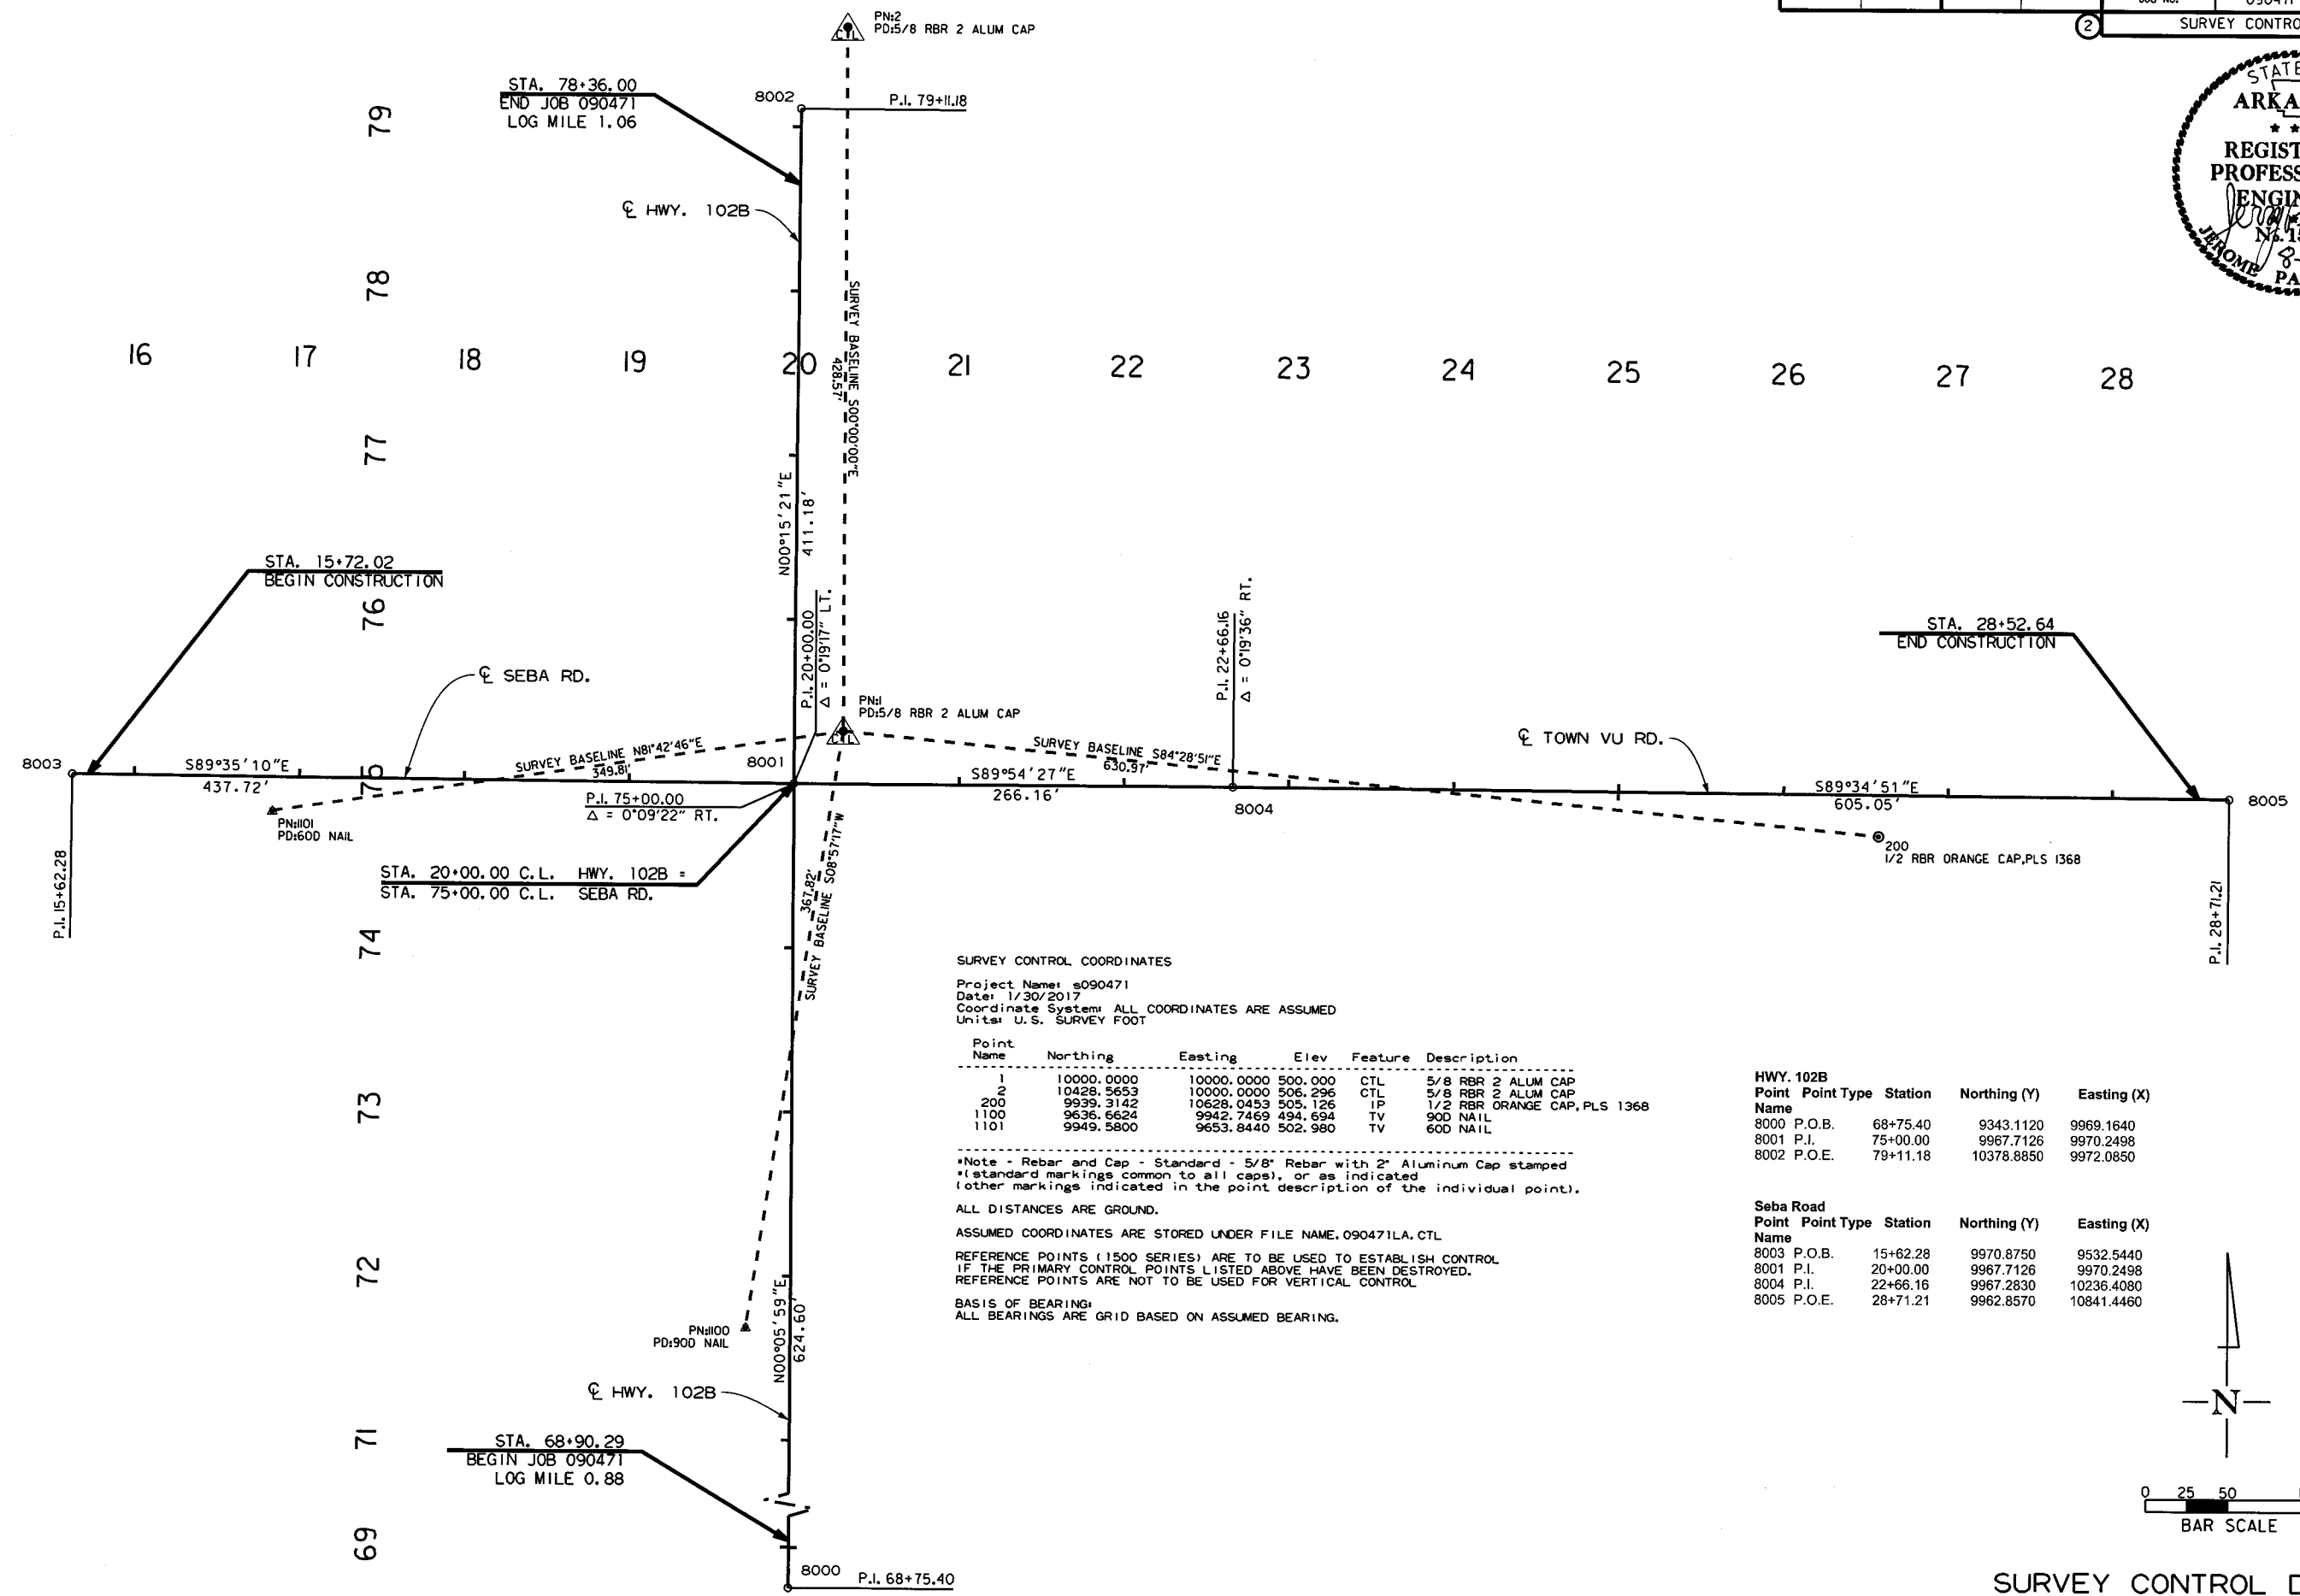 JOB NO.
2 SURVEY CONTROL
PN:2
PD:5/8 RBR 2 ALUM CAP
CTL
STA. 78+36.00
END JOB 090471
LOG MILE 1.06
8002
P.I. 79+11.18
79
℄ HWY. 102B
78
16 17 18 19 20 21 22 23 24 25 26 27 28
SURVEY BASELINE S00°00'00"E
428.57'
77
N00°15'21"E
411.18'
STA. 15+72.02
BEGIN CONSTRUCTION
76
P.I. 20+00.00
Δ = 0°19'17" LT.
P.I. 22+66.16
Δ = 0°19'36" RT.
STA. 28+52.64
END CONSTRUCTION
℄ SEBA RD.
PN:1
PD:5/8 RBR 2 ALUM CAP
CTL
℄ TOWN VU RD.
8003
S89°35'10"E
437.72'
SURVEY BASELINE N81°42'46"E
349.81'
8001
SURVEY BASELINE S84°28'51"E
630.97'
S89°54'27"E
266.16'
8004
S89°34'51"E
605.05'
8005
P.I. 75+00.00
Δ = 0°09'22" RT.
PN:1101
PD:60D NAIL
200
1/2 RBR ORANGE CAP,PLS 1368
P.I. 15+62.28
P.I. 28+71.21
STA. 20+00.00 C.L. HWY. 102B =
STA. 75+00.00 C.L. SEBA RD.
367.82'
SURVEY BASELINE S08°57'17"W
74
73
72
71
69
SURVEY CONTROL COORDINATES
Project Name: s090471
Date: 1/30/2017
Coordinate System: ALL COORDINATES ARE ASSUMED
Units: U.S. SURVEY FOOT
Point
Name Northing Easting Elev Feature Description
1 10000.0000 10000.0000 500.000 CTL 5/8 RBR 2 ALUM CAP
2 10428.5653 10000.0000 506.296 CTL 5/8 RBR 2 ALUM CAP
200 9939.3142 10628.0453 505.126 IP 1/2 RBR ORANGE CAP,PLS 1368
1100 9636.6624 9942.7469 494.694 TV 90D NAIL
1101 9949.5800 9653.8440 502.980 TV 60D NAIL
*Note - Rebar and Cap - Standard - 5/8" Rebar with 2" Aluminum Cap stamped
*(standard markings common to all caps), or as indicated
(other markings indicated in the point description of the individual point).
ALL DISTANCES ARE GROUND.
ASSUMED COORDINATES ARE STORED UNDER FILE NAME.090471LA.CTL
REFERENCE POINTS (1500 SERIES) ARE TO BE USED TO ESTABLISH CONTROL
IF THE PRIMARY CONTROL POINTS LISTED ABOVE HAVE BEEN DESTROYED.
REFERENCE POINTS ARE NOT TO BE USED FOR VERTICAL CONTROL
BASIS OF BEARING:
ALL BEARINGS ARE GRID BASED ON ASSUMED BEARING.
HWY. 102B
Point Point Type Station Northing (Y) Easting (X)
Name
8000 P.O.B. 68+75.40 9343.1120 9969.1640
8001 P.I. 75+00.00 9967.7126 9970.2498
8002 P.O.E. 79+11.18 10378.8850 9972.0850
Seba Road
Point Point Type Station Northing (Y) Easting (X)
Name
8003 P.O.B. 15+62.28 9970.8750 9532.5440
8001 P.I. 20+00.00 9967.7126 9970.2498
8004 P.I. 22+66.16 9967.2830 10236.4080
8005 P.O.E. 28+71.21 9962.8570 10841.4460
PN:1100
PD:90D NAIL
N00°05'59"E
624.60'
℄ HWY. 102B
STA. 68+90.29
BEGIN JOB 090471
LOG MILE 0.88
8000
P.I. 68+75.40
N
0 25 50
BAR SCALE
SURVEY CONTROL
STATE
JEROME